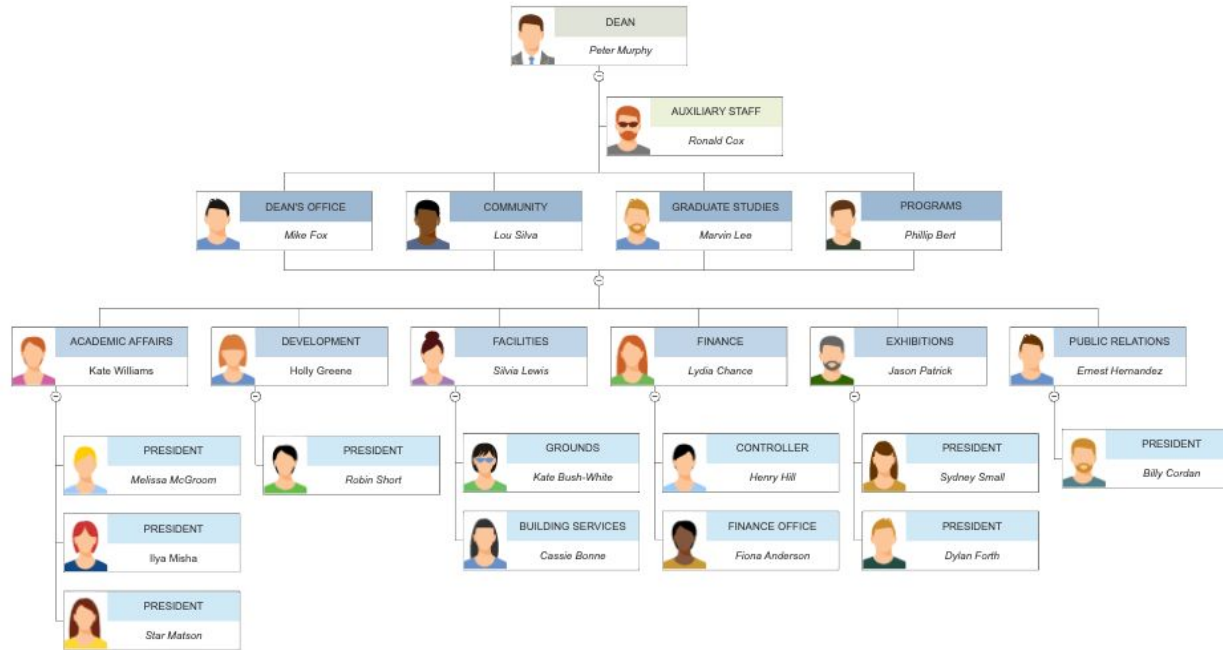 DEAN
Peter Murphy
AUXILIARY STAFF
Ronald Cox
DEAN'S OFFICE
Mike Fox
COMMUNITY
Lou Silva
GRADUATE STUDIES
Marvin Lee
PROGRAMS
Phillip Bert
ACADEMIC AFFAIRS
Kate Williams
DEVELOPMENT
Holly Greene
FACILITIES
Silvia Lewis
FINANCE
Lydia Chance
EXHIBITIONS
Jason Patrick
PUBLIC RELATIONS
Ernest Hernandez
PRESIDENT
Melissa McGroom
PRESIDENT
Robin Short
GROUNDS
Kate Bush-White
CONTROLLER
Henry Hill
PRESIDENT
Sydney Small
PRESIDENT
Billy Cordan
PRESIDENT
Ilya Misha
BUILDING SERVICES
Cassie Bonne
FINANCE OFFICE
Fiona Anderson
PRESIDENT
Dylan Forth
PRESIDENT
Star Matson